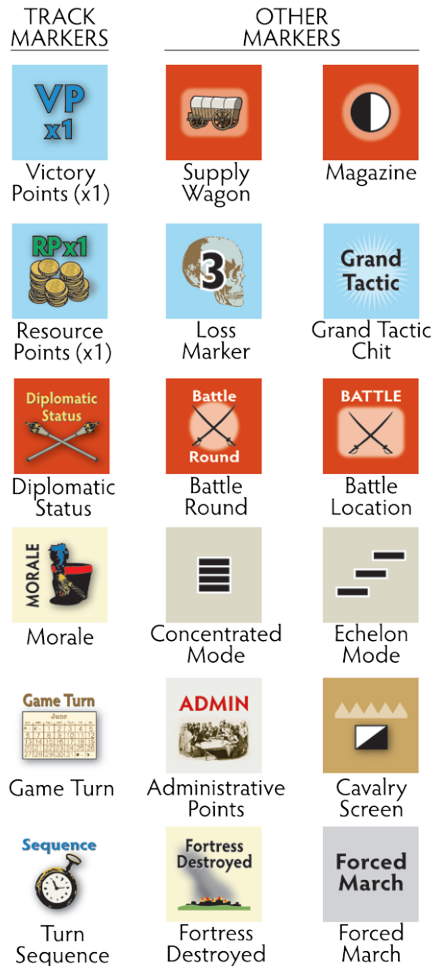 TRACK
MARKERS
OTHER
MARKERS
VP
x1
Victory
Points (x1)
Supply
Wagon
Magazine
RPx1
Resource
Points (x1)
3
Loss
Marker
Grand
Tactic
Grand Tactic
Chit
Diplomatic
Status
Diplomatic
Status
Battle
Round
Battle
Round
BATTLE
Battle
Location
MORALE
Morale
Concentrated
Mode
Echelon
Mode
Game Turn
June
Game Turn
ADMIN
Administrative
Points
Cavalry
Screen
Sequence
Turn
Sequence
Fortress
Destroyed
Fortress
Destroyed
Forced
March
Forced
March